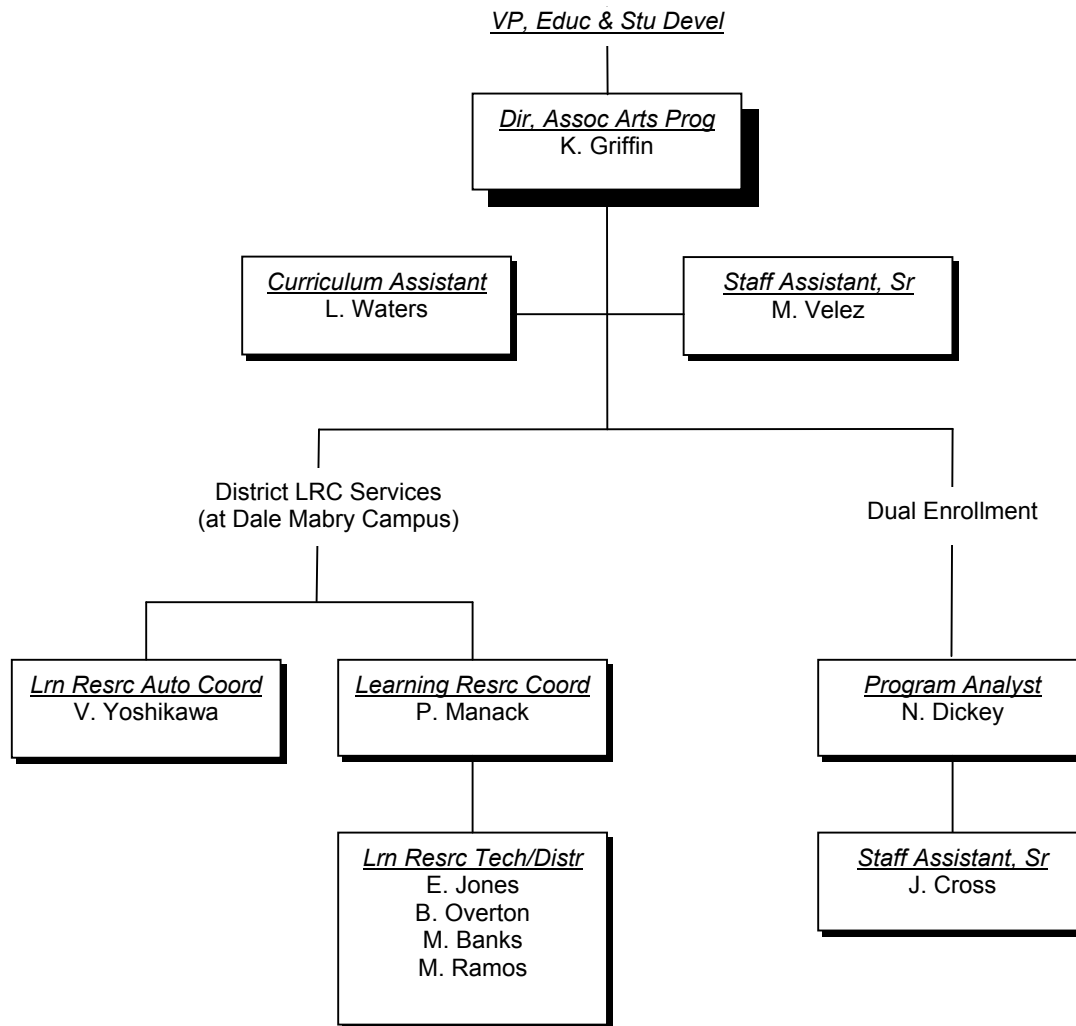 VP, Educ & Stu Devel
Dir, Assoc Arts Prog
K. Griffin
Curriculum Assistant
L. Waters
Staff Assistant, Sr
M. Velez
District LRC Services
(at Dale Mabry Campus)
Dual Enrollment
Lrn Resrc Auto Coord
V. Yoshikawa
Learning Resrc Coord
P. Manack
Program Analyst
N. Dickey
Lrn Resrc Tech/Distr
E. Jones
B. Overton
M. Banks
M. Ramos
Staff Assistant, Sr
J. Cross